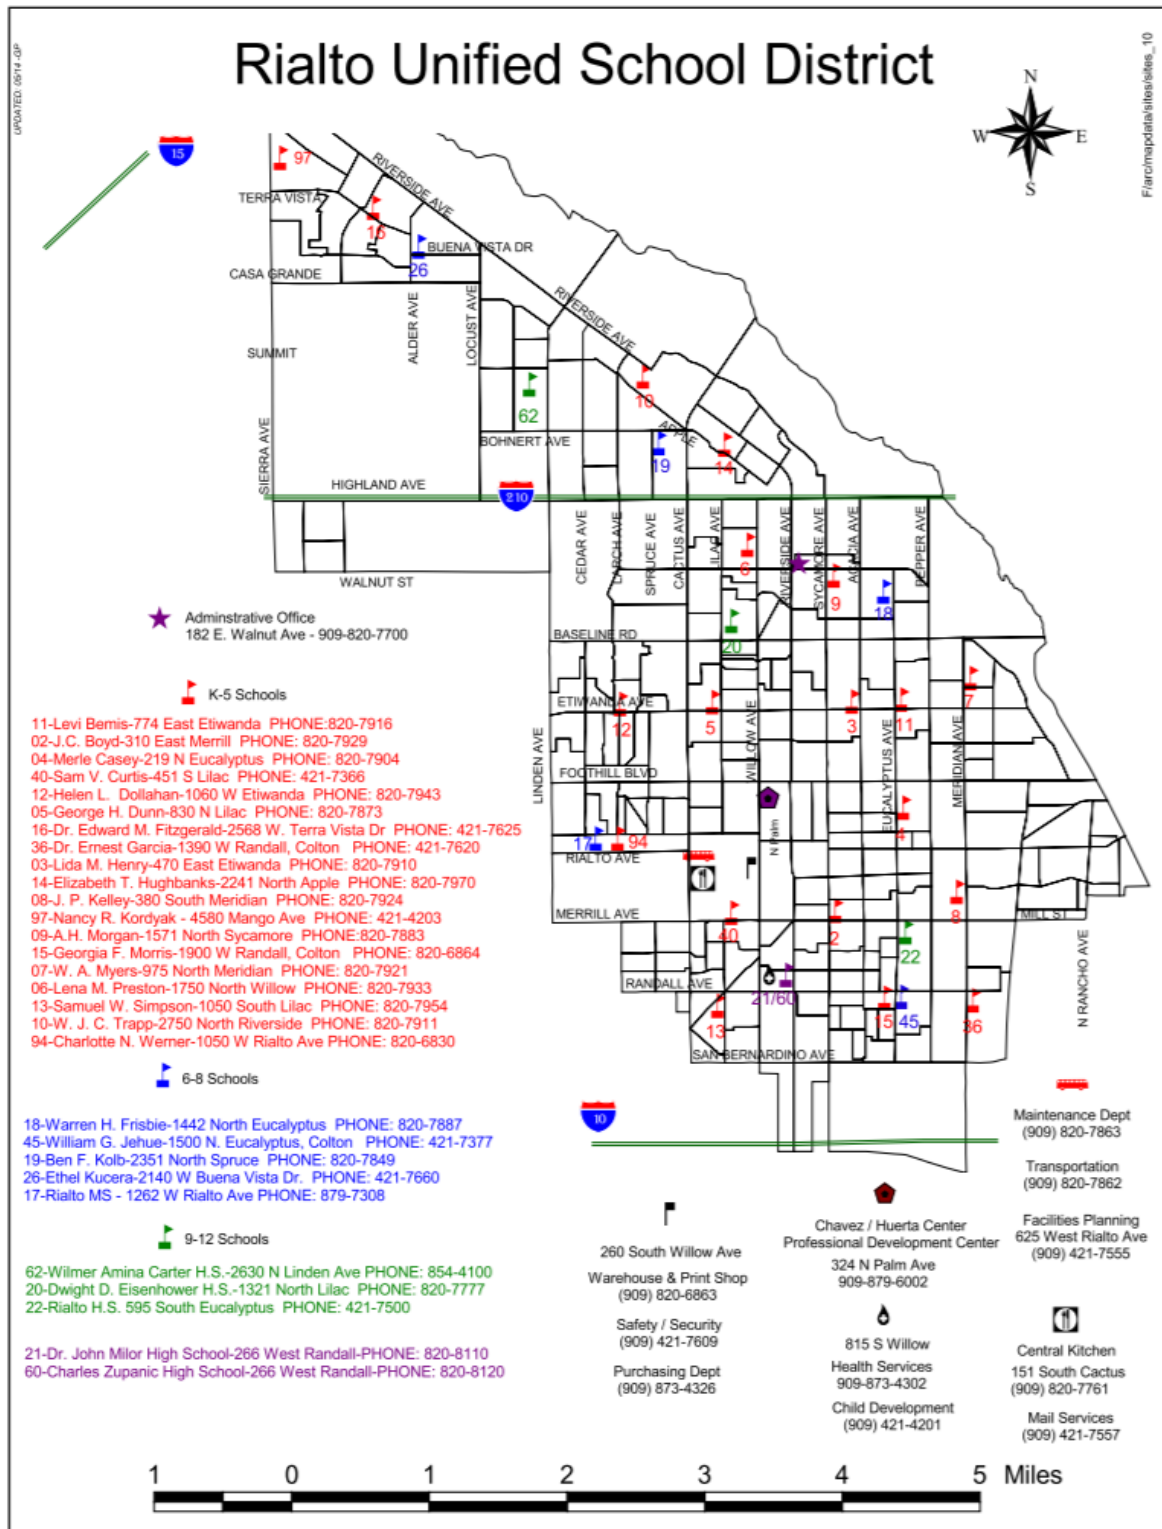 Rialto Unified School District
UPDATED: 05/14 -GP
F/arc/mapdata/sites/sites_10
N
W
E
S
15
97
RIVERSIDE AVE
TERRA VISTA
16
BUENA VISTA DR
26
CASA GRANDE
RIVERSIDE AVE
ALDER AVE
LOCUST AVE
SUMMIT
10
62
APPLE
BOHNERT AVE
19
14
SIERRA AVE
HIGHLAND AVE
210
CEDAR AVE
LARCH AVE
SPRUCE AVE
CACTUS AVE
LILAC AVE
RIVERSIDE AVE
SYCAMORE AVE
ACACIA AVE
PEPPER AVE
6
WALNUT ST
9
18
BASELINE RD
20
ETIWANDA AVE
12
5
3
11
7
LINDEN AVE
WILLOW AVE
EUCALYPTUS AVE
MERIDIAN AVE
FOOTHILL BLVD
17
94
N Palm
4
RIALTO AVE
MERRILL AVE
40
2
8
MILL ST
22
RANDALL AVE
21/60
N RANCHO AVE
13
15
45
36
SAN BERNARDINO AVE
10
Adminstrative Office
182 E. Walnut Ave - 909-820-7700
K-5 Schools
11-Levi Bemis-774 East Etiwanda PHONE:820-7916
02-J.C. Boyd-310 East Merrill PHONE: 820-7929
04-Merle Casey-219 N Eucalyptus PHONE: 820-7904
40-Sam V. Curtis-451 S Lilac PHONE: 421-7366
12-Helen L. Dollahan-1060 W Etiwanda PHONE: 820-7943
05-George H. Dunn-830 N Lilac PHONE: 820-7873
16-Dr. Edward M. Fitzgerald-2568 W. Terra Vista Dr PHONE: 421-7625
36-Dr. Ernest Garcia-1390 W Randall, Colton PHONE: 421-7620
03-Lida M. Henry-470 East Etiwanda PHONE: 820-7910
14-Elizabeth T. Hughbanks-2241 North Apple PHONE: 820-7970
08-J. P. Kelley-380 South Meridian PHONE: 820-7924
97-Nancy R. Kordyak - 4580 Mango Ave PHONE: 421-4203
09-A.H. Morgan-1571 North Sycamore PHONE:820-7883
15-Georgia F. Morris-1900 W Randall, Colton PHONE: 820-6864
07-W. A. Myers-975 North Meridian PHONE: 820-7921
06-Lena M. Preston-1750 North Willow PHONE: 820-7933
13-Samuel W. Simpson-1050 South Lilac PHONE: 820-7954
10-W. J. C. Trapp-2750 North Riverside PHONE: 820-7911
94-Charlotte N. Werner-1050 W Rialto Ave PHONE: 820-6830
6-8 Schools
18-Warren H. Frisbie-1442 North Eucalyptus PHONE: 820-7887
45-William G. Jehue-1500 N. Eucalyptus, Colton PHONE: 421-7377
19-Ben F. Kolb-2351 North Spruce PHONE: 820-7849
26-Ethel Kucera-2140 W Buena Vista Dr. PHONE: 421-7660
17-Rialto MS - 1262 W Rialto Ave PHONE: 879-7308
9-12 Schools
62-Wilmer Amina Carter H.S.-2630 N Linden Ave PHONE: 854-4100
20-Dwight D. Eisenhower H.S.-1321 North Lilac PHONE: 820-7777
22-Rialto H.S. 595 South Eucalyptus PHONE: 421-7500
21-Dr. John Milor High School-266 West Randall-PHONE: 820-8110
60-Charles Zupanic High School-266 West Randall-PHONE: 820-8120
260 South Willow Ave
Warehouse & Print Shop
(909) 820-6863
Safety / Security
(909) 421-7609
Purchasing Dept
(909) 873-4326
Chavez / Huerta Center
Professional Development Center
324 N Palm Ave
909-879-6002
815 S Willow
Health Services
909-873-4302
Child Development
(909) 421-4201
Maintenance Dept
(909) 820-7863
Transportation
(909) 820-7862
Facilities Planning
625 West Rialto Ave
(909) 421-7555
Central Kitchen
151 South Cactus
(909) 820-7761
Mail Services
(909) 421-7557
1 0 1 2 3 4 5 Miles